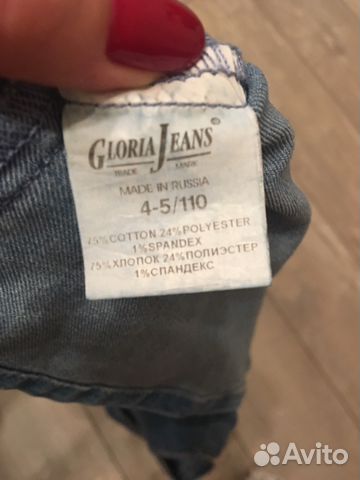 GLORIA JEANS®
TRADE MARK
MADE IN RUSSIA
4-5/110
75%COTTON 24%POLYESTER
1%SPANDEX
75%ХЛОПОК 24%ПОЛИЭСТЕР
1%СПАНДЕКС
Avito